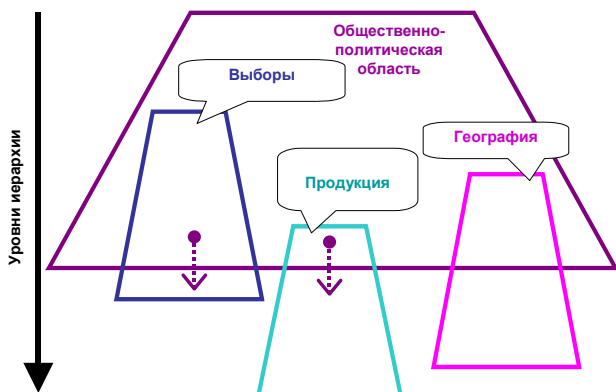 Общественно-
политическая
область
Выборы
География
Продукция
Уровни иерархии